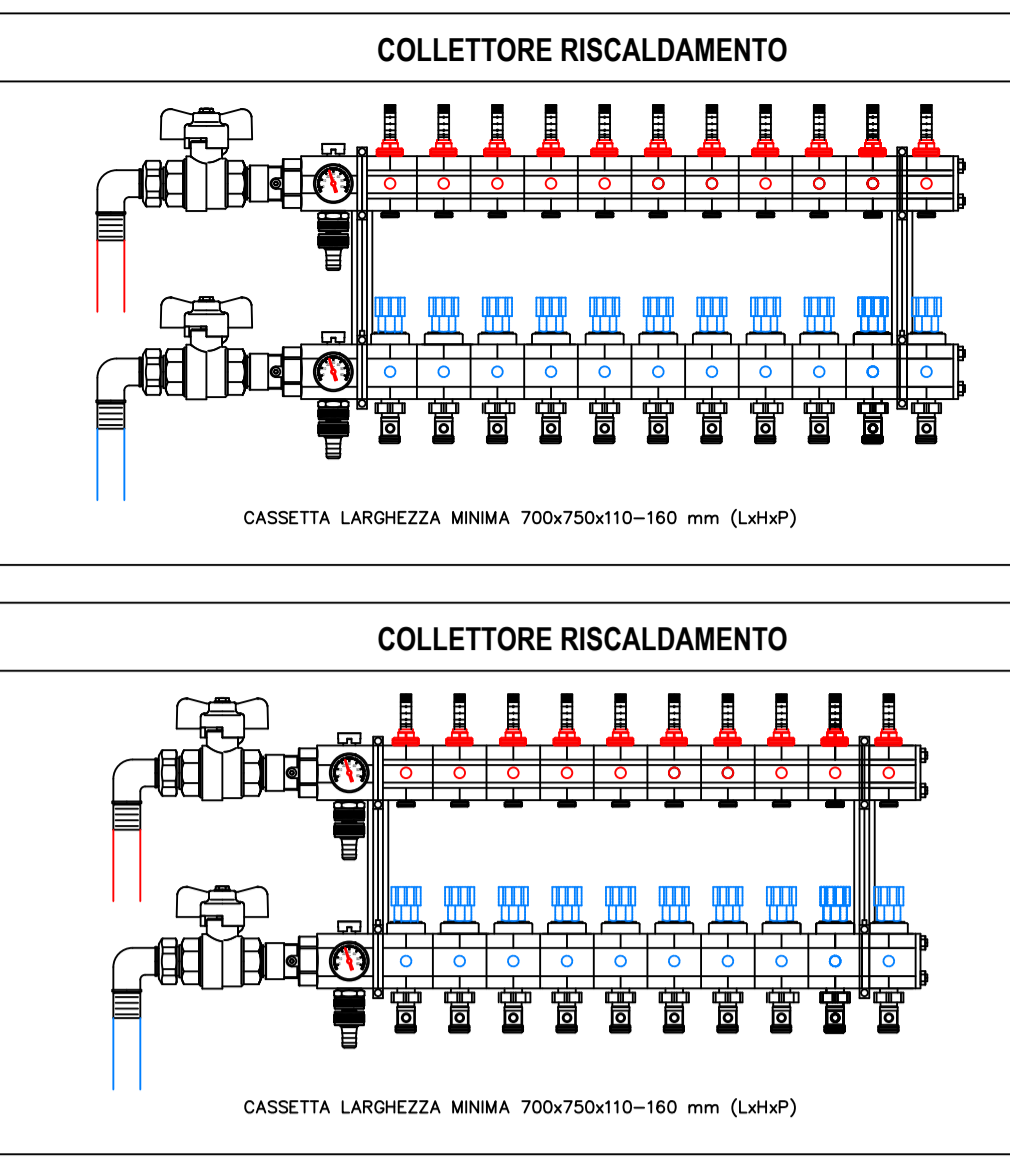 COLLETTORE RISCALDAMENTO
CASSETTA LARGHEZZA MINIMA 700x750x110–160 mm (LxHxP)
COLLETTORE RISCALDAMENTO
CASSETTA LARGHEZZA MINIMA 700x750x110–160 mm (LxHxP)